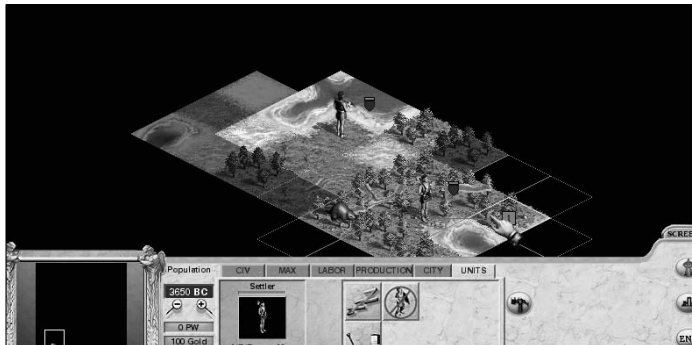 SCREE
Population
CIV
MAX
LABOR
PRODUCTION
CITY
UNITS
3650 BC
Settler
0 PW
100 Gold
EN